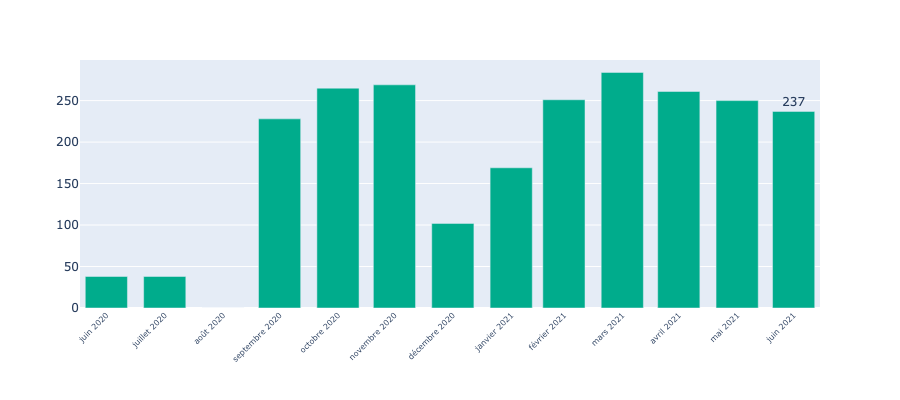 250
200
150
100
50
0
237
juin 2020
juillet 2020
août 2020
septembre 2020
octobre 2020
novembre 2020
décembre 2020
janvier 2021
février 2021
mars 2021
avril 2021
mai 2021
juin 2021